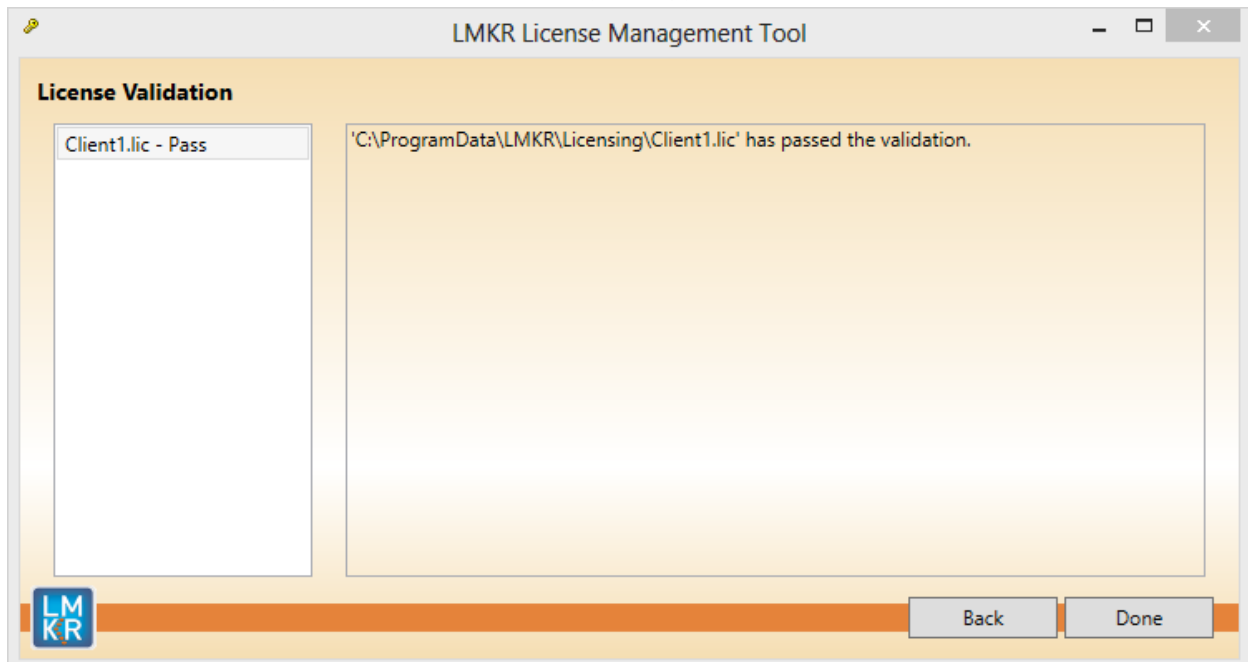 LMKR License Management Tool
License Validation
Client1.lic - Pass
'C:\ProgramData\LMKR\Licensing\Client1.lic' has passed the validation.
LM
KR
Back
Done